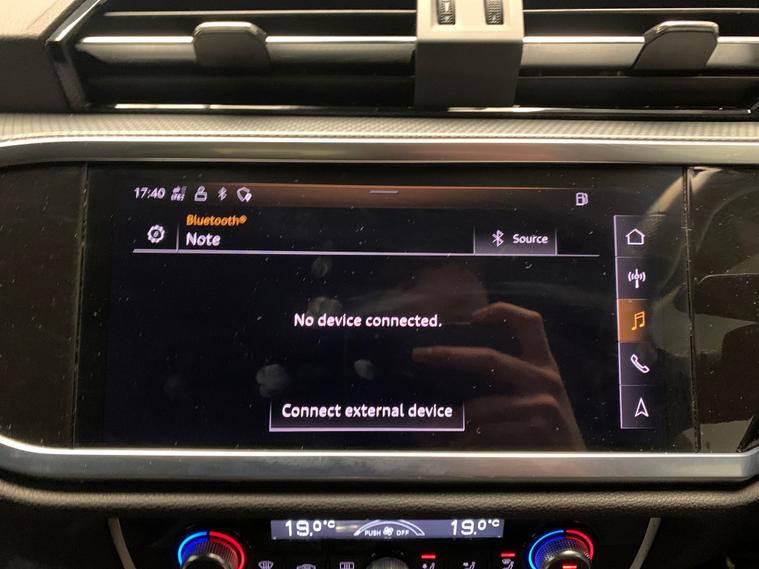 17:40
Bluetooth®
Note
Source
No device connected.
Connect external device
19.0°C PUSH OFF 19.0°C